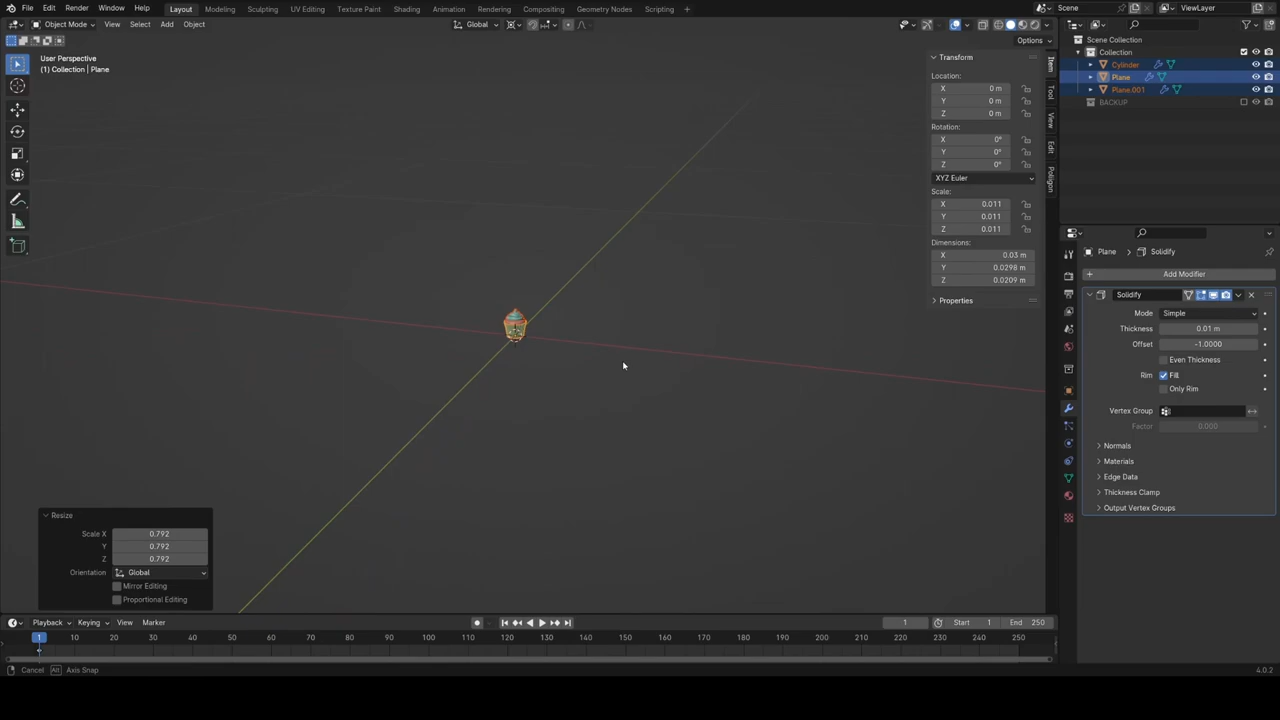 File Edit Render Window Help Layout Modeling Sculpting UV Editing Texture Paint Shading Animation Rendering Compositing Geometry Nodes Scripting + Scene ViewLayer
Object Mode View Select Add Object Global
Options
User Perspective
(1) Collection | Plane
Transform
Location:
X 0 m
Y 0 m
Z 0 m
Rotation:
X 0°
Y 0°
Z 0°
XYZ Euler
Scale:
X 0.011
Y 0.011
Z 0.011
Dimensions:
X 0.03 m
Y 0.0298 m
Z 0.0209 m
Properties
Item
Tool
View
Edit
Poliigon
Scene Collection
Collection
Cylinder
Plane
Plane.001
BACKUP
Plane > Solidify
+ Add Modifier
Solidify
Mode Simple
Thickness 0.01 m
Offset -1.0000
Even Thickness
Rim Fill
Only Rim
Vertex Group
Factor 0.000
Normals
Materials
Edge Data
Thickness Clamp
Output Vertex Groups
Resize
Scale X 0.792
Y 0.792
Z 0.792
Orientation Global
Mirror Editing
Proportional Editing
Playback Keying View Marker 1 Start 1 End 250
1 10 20 30 40 50 60 70 80 90 100 110 120 130 140 150 160 170 180 190 200 210 220 230 240 250
Cancel Alt Axis Snap 4.0.2